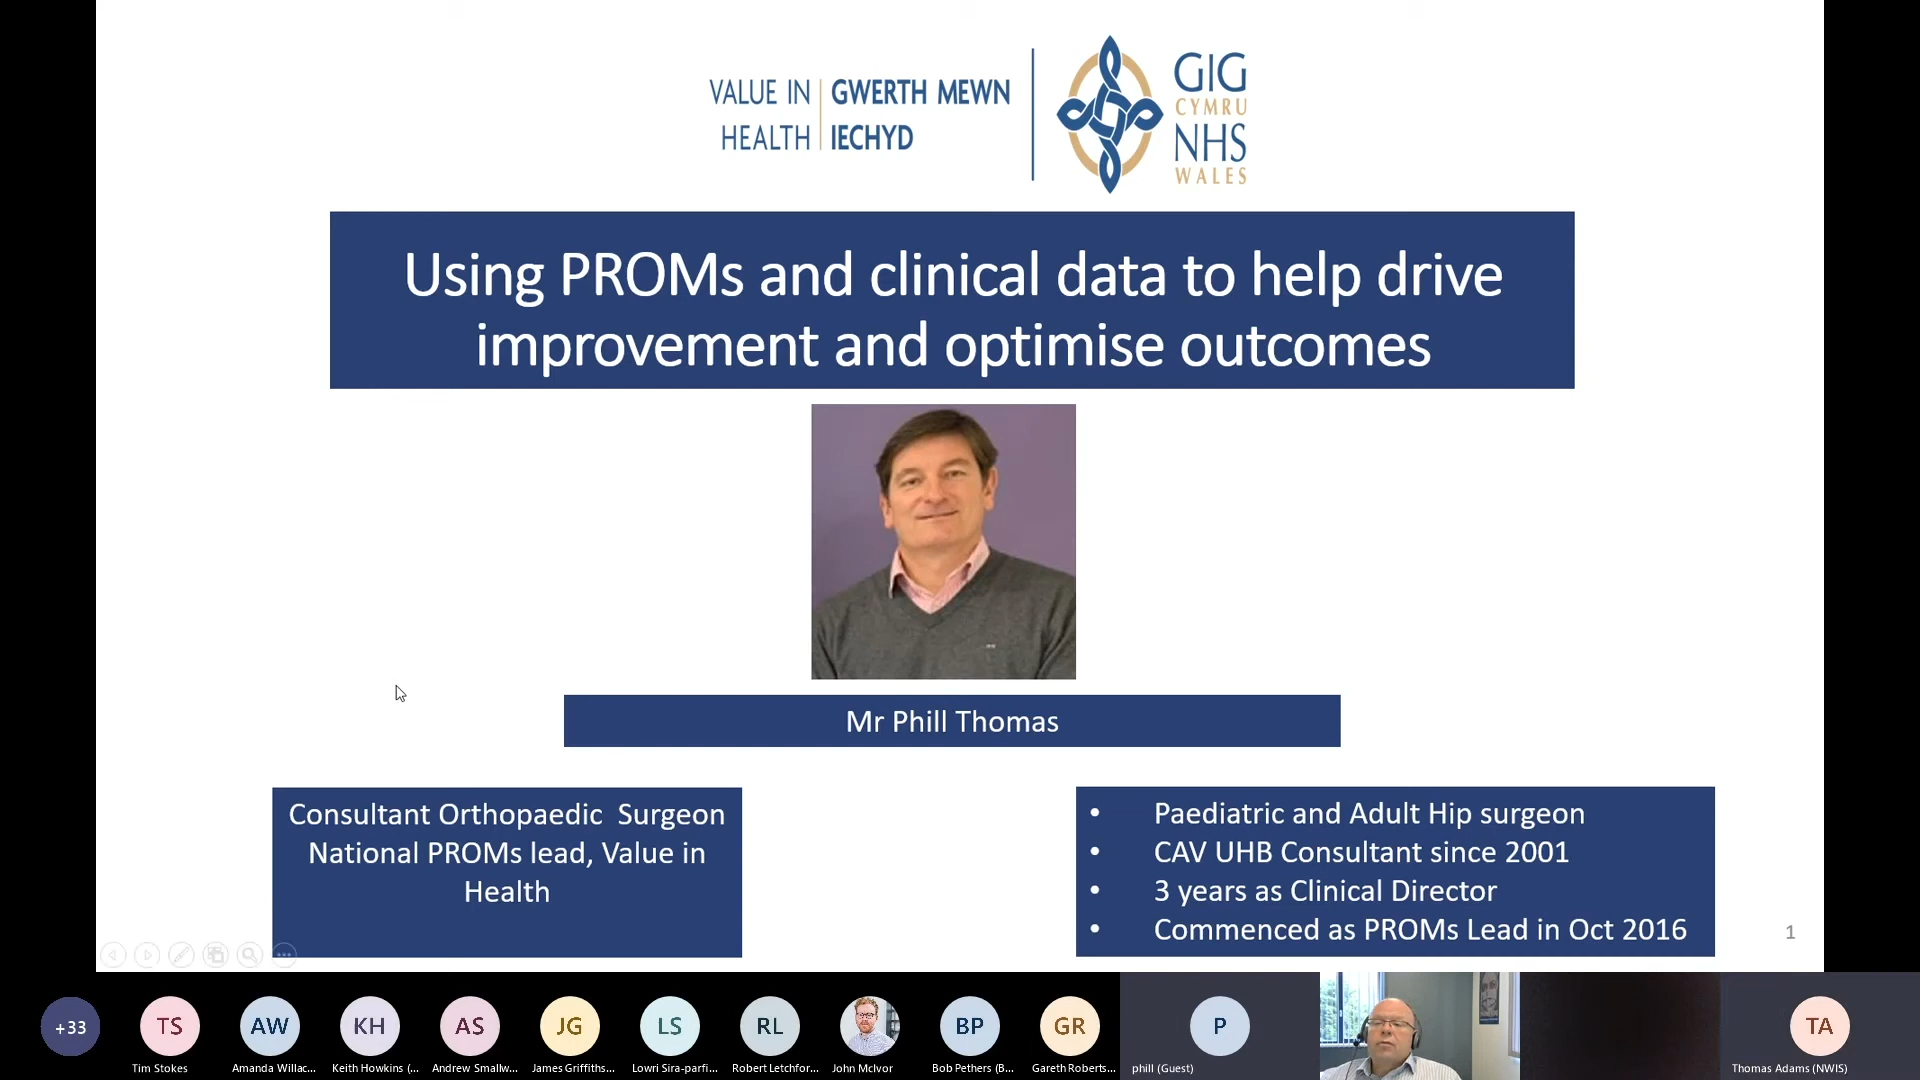 VALUE IN
HEALTH
GWERTH MEWN
IECHYD
GIG
CYMRU
NHS
WALES
Using PROMs and clinical data to help drive
improvement and optimise outcomes
Mr Phill Thomas
Consultant Orthopaedic Surgeon
National PROMs lead, Value in
Health
• Paediatric and Adult Hip surgeon
• CAV UHB Consultant since 2001
• 3 years as Clinical Director
• Commenced as PROMs Lead in Oct 2016
1
+33
TS
Tim Stokes
AW
Amanda Willac...
KH
Keith Howkins (...
AS
Andrew Smallw...
JG
James Griffiths...
LS
Lowri Sira-parfi...
RL
Robert Letchfor...
John McIvor
BP
Bob Pethers (B...
GR
Gareth Roberts...
P
phill (Guest)
TA
Thomas Adams (NWIS)